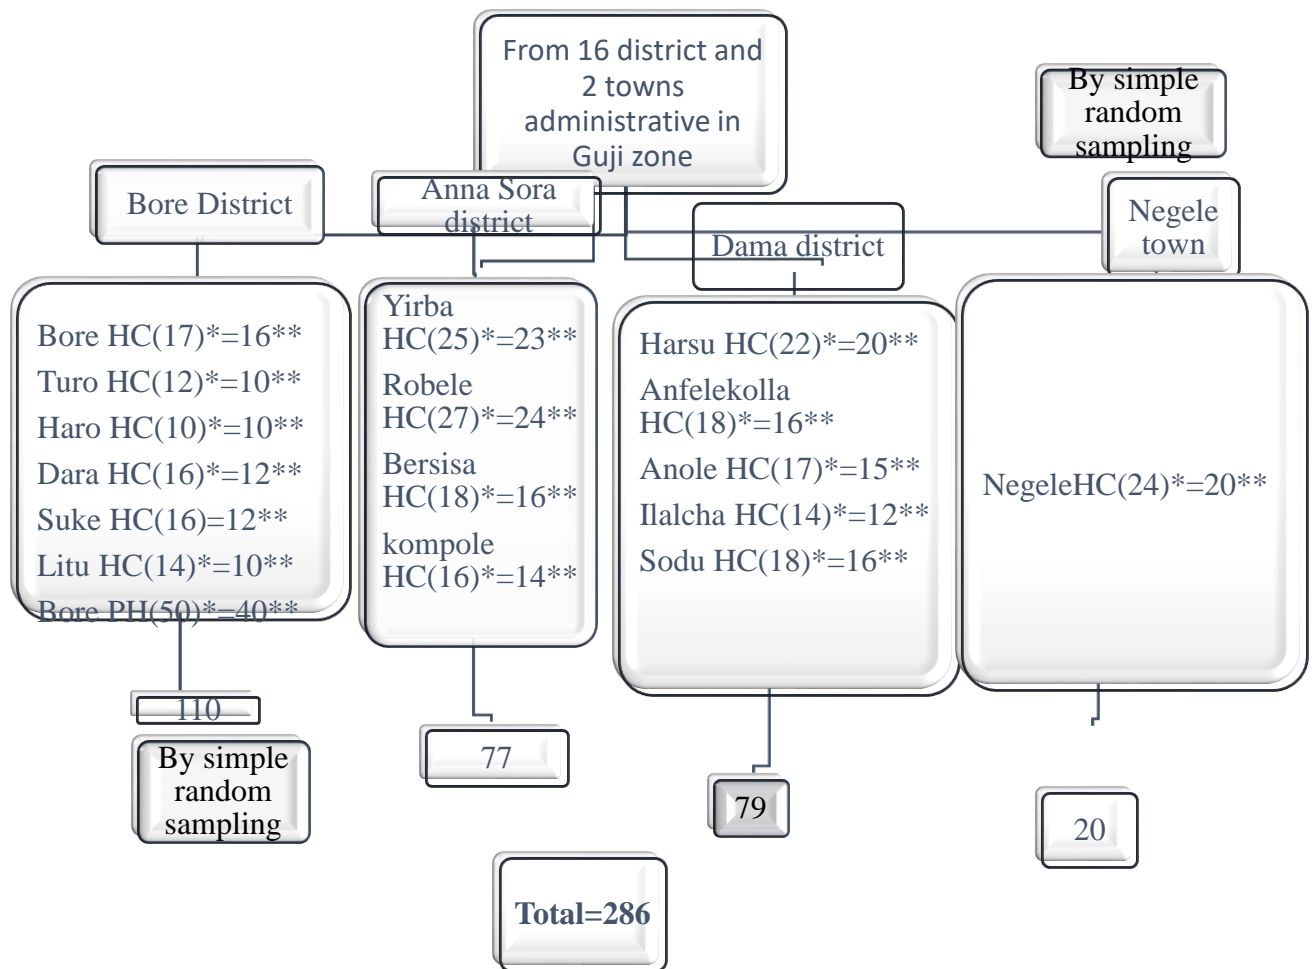 From 16 district and
2 towns
administrative in
Guji zone
By simple
random
sampling
Bore District
Anna Sora
district
Dama district
Negele
town
Bore HC(17)*=16**
Turo HC(12)*=10**
Haro HC(10)*=10**
Dara HC(16)*=12**
Suke HC(16)=12**
Litu HC(14)*=10**
Bore PH(50)*=40**
Yirba
HC(25)*=23**
Robele
HC(27)*=24**
Bersisa
HC(18)*=16**
kompole
HC(16)*=14**
Harsu HC(22)*=20**
Anfelekolla
HC(18)*=16**
Anole HC(17)*=15**
Ilalcha HC(14)*=12**
Sodu HC(18)*=16**
NegeleHC(24)*=20**
110
By simple
random
sampling
77
79
20
Total=286